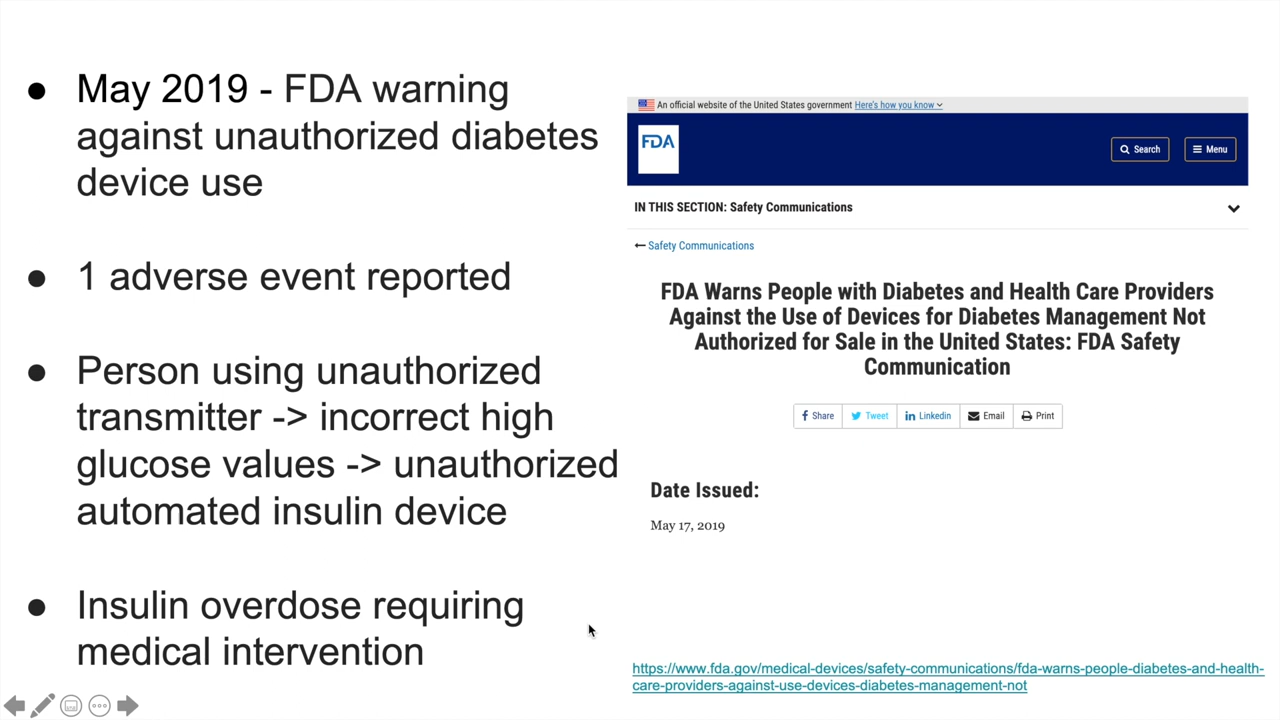 ● May 2019 - FDA warning
against unauthorized diabetes
device use
● 1 adverse event reported
● Person using unauthorized
transmitter -> incorrect high
glucose values -> unauthorized
automated insulin device
● Insulin overdose requiring
medical intervention
An official website of the United States government Here's how you know
FDA
Search
Menu
IN THIS SECTION: Safety Communications
← Safety Communications
FDA Warns People with Diabetes and Health Care Providers
Against the Use of Devices for Diabetes Management Not
Authorized for Sale in the United States: FDA Safety
Communication
Share Tweet Linkedin Email Print
Date Issued:
May 17, 2019
https://www.fda.gov/medical-devices/safety-communications/fda-warns-people-diabetes-and-health-
care-providers-against-use-devices-diabetes-management-not